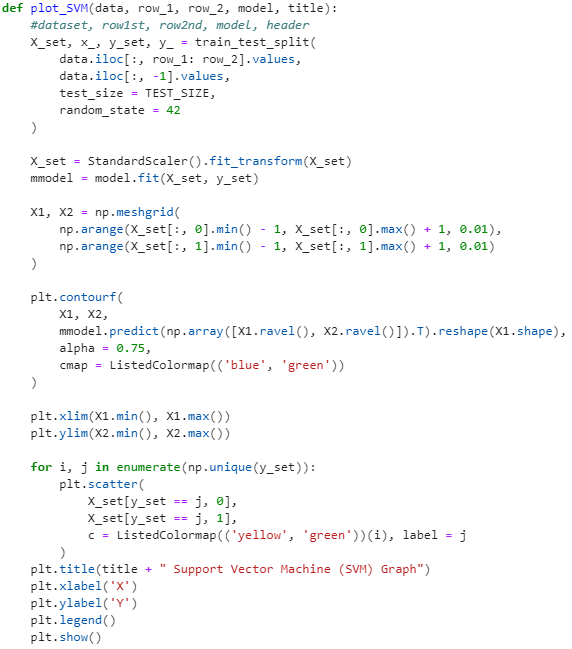 def plot_SVM(data, row_1, row_2, model, title):
    #dataset, row1st, row2nd, model, header
    X_set, x_, y_set, y_ = train_test_split(
        data.iloc[:, row_1: row_2].values,
        data.iloc[:, -1].values,
        test_size = TEST_SIZE,
        random_state = 42
    )

    X_set = StandardScaler().fit_transform(X_set)
    mmodel = model.fit(X_set, y_set)

    X1, X2 = np.meshgrid(
        np.arange(X_set[:, 0].min() - 1, X_set[:, 0].max() + 1, 0.01),
        np.arange(X_set[:, 1].min() - 1, X_set[:, 1].max() + 1, 0.01)
    )

    plt.contourf(
        X1, X2,
        mmodel.predict(np.array([X1.ravel(), X2.ravel()]).T).reshape(X1.shape),
        alpha = 0.75,
        cmap = ListedColormap(('blue', 'green'))
    )

    plt.xlim(X1.min(), X1.max())
    plt.ylim(X2.min(), X2.max())

    for i, j in enumerate(np.unique(y_set)):
        plt.scatter(
            X_set[y_set == j, 0],
            X_set[y_set == j, 1],
            c = ListedColormap(('yellow', 'green'))(i), label = j
        )
    plt.title(title + " Support Vector Machine (SVM) Graph")
    plt.xlabel('X')
    plt.ylabel('Y')
    plt.legend()
    plt.show()